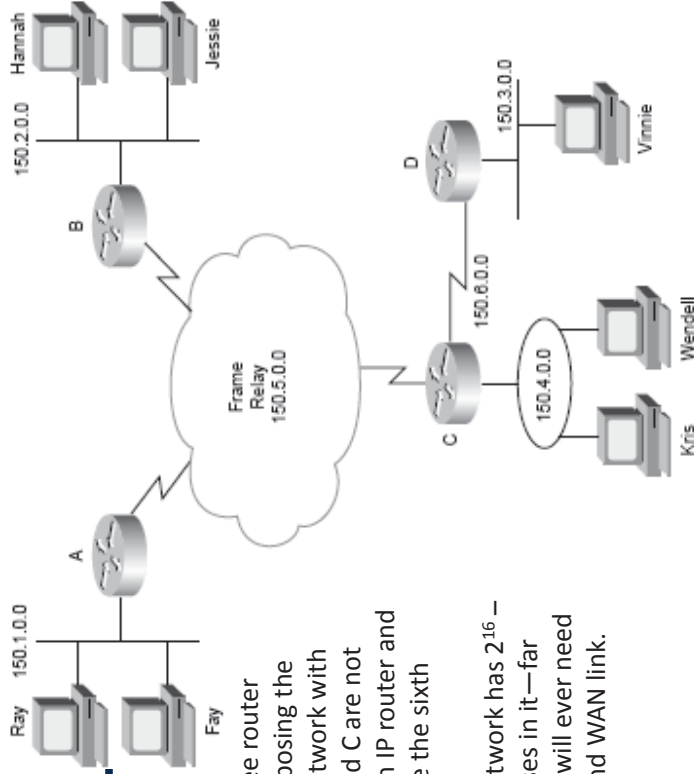 Ray
150.1.0.0
A
Fay
B
150.2.0.0
Hannah
Jessie
Frame
Relay
150.5.0.0
C
150.6.0.0
D
150.3.0.0
Vinnie
150.4.0.0
Kris
Wendell
ee router
posing the
twork with
d C are not
n IP router and
e the sixth
twork has 2¹⁶ –
ses in it—far
will ever need
nd WAN link.